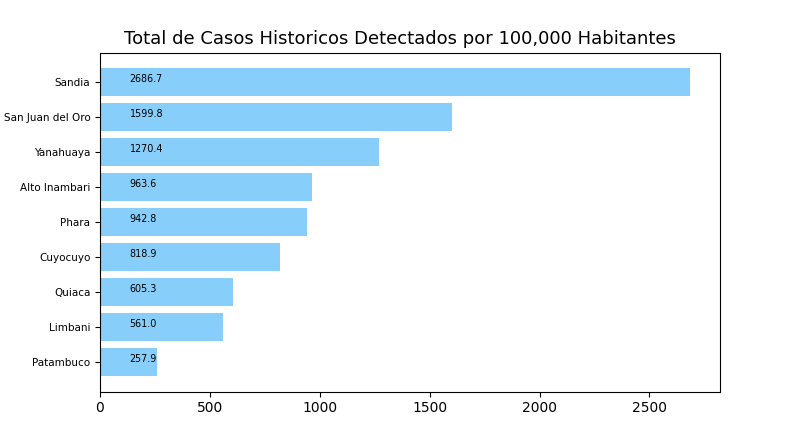 Total de Casos Historicos Detectados por 100,000 Habitantes
Sandia 2686.7
San Juan del Oro 1599.8
Yanahuaya 1270.4
Alto Inambari 963.6
Phara 942.8
Cuyocuyo 818.9
Quiaca 605.3
Limbani 561.0
Patambuco 257.9
0 500 1000 1500 2000 2500